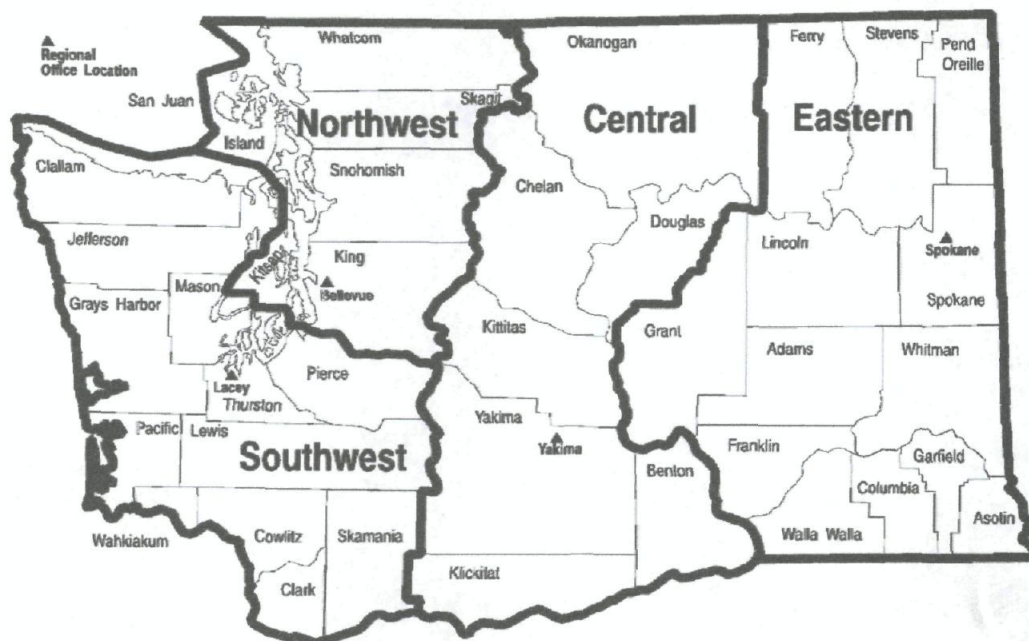 Regional
Office Location
San Juan
Whatcom
Skagit
Northwest
Island
Snohomish
Clallam
Jefferson
Kitsap
King
Bellevue
Mason
Grays Harbor
Pierce
Lacey
Thurston
Pacific
Lewis
Southwest
Wahkiakum
Cowlitz
Skamania
Clark
Okanogan
Central
Chelan
Douglas
Kittitas
Yakima
Yakima
Benton
Klickitat
Ferry
Stevens
Pend
Oreille
Eastern
Lincoln
Spokane
Spokane
Grant
Adams
Whitman
Franklin
Garfield
Columbia
Walla Walla
Asotin